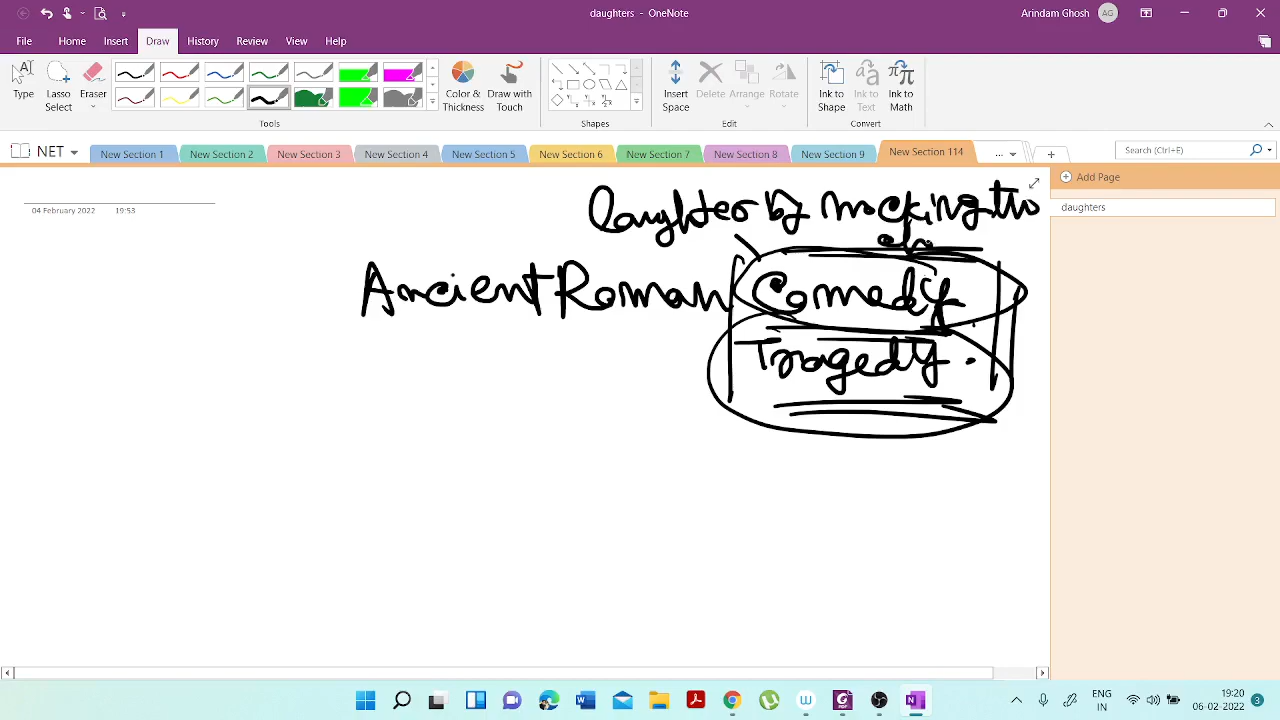 daughters - OneNote
Arindam Ghosh AG
File Home Insert Draw History Review View Help
Type Lasso Select Eraser Color & Thickness Draw with Touch Insert Space Delete Arrange Rotate Ink to Shape Ink to Text Ink to Math
Tools Shapes Edit Convert
NET New Section 1 New Section 2 New Section 3 New Section 4 New Section 5 New Section 6 New Section 7 New Section 8 New Section 9 New Section 114 ... + Search (Ctrl+E)
Add Page
daughters
04 February 2022 19:53
Laughter by mocking
Ancient Roman Comedy
Tragedy.
ENG
IN
19:20
06-02-2022
3